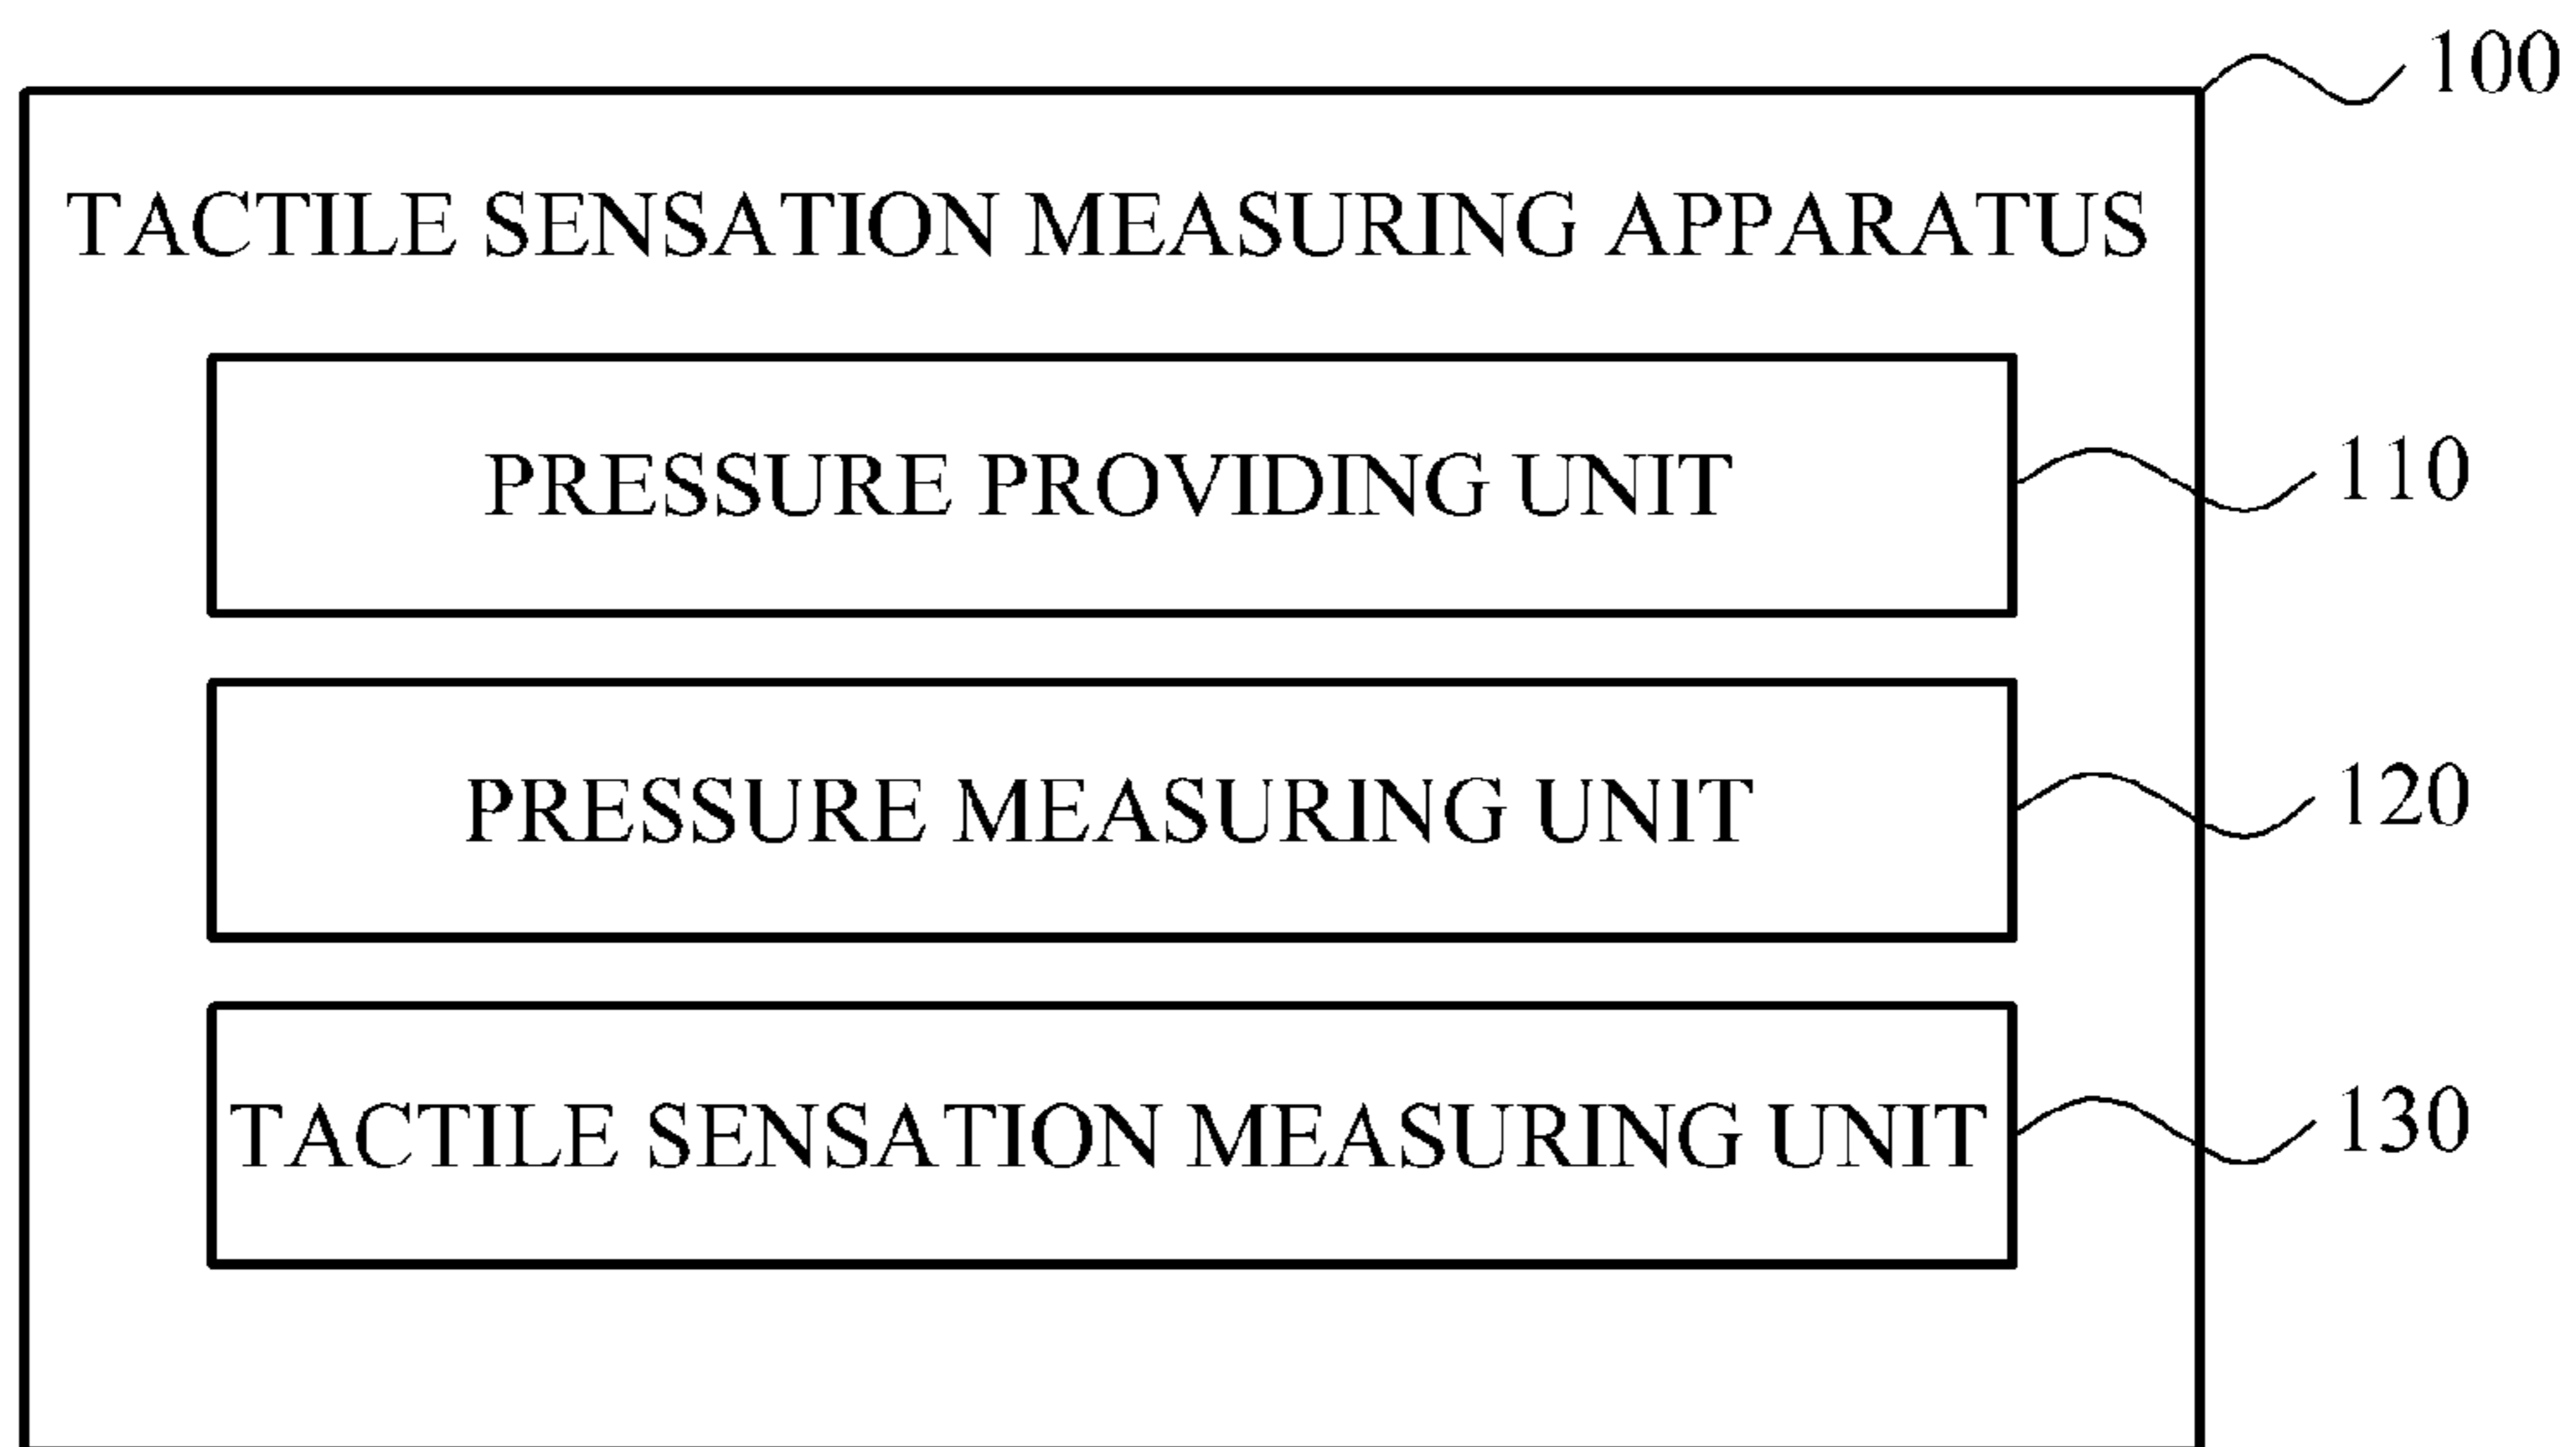 100
TACTILE SENSATION MEASURING APPARATUS
PRESSURE PROVIDING UNIT
110
PRESSURE MEASURING UNIT
120
TACTILE SENSATION MEASURING UNIT
130